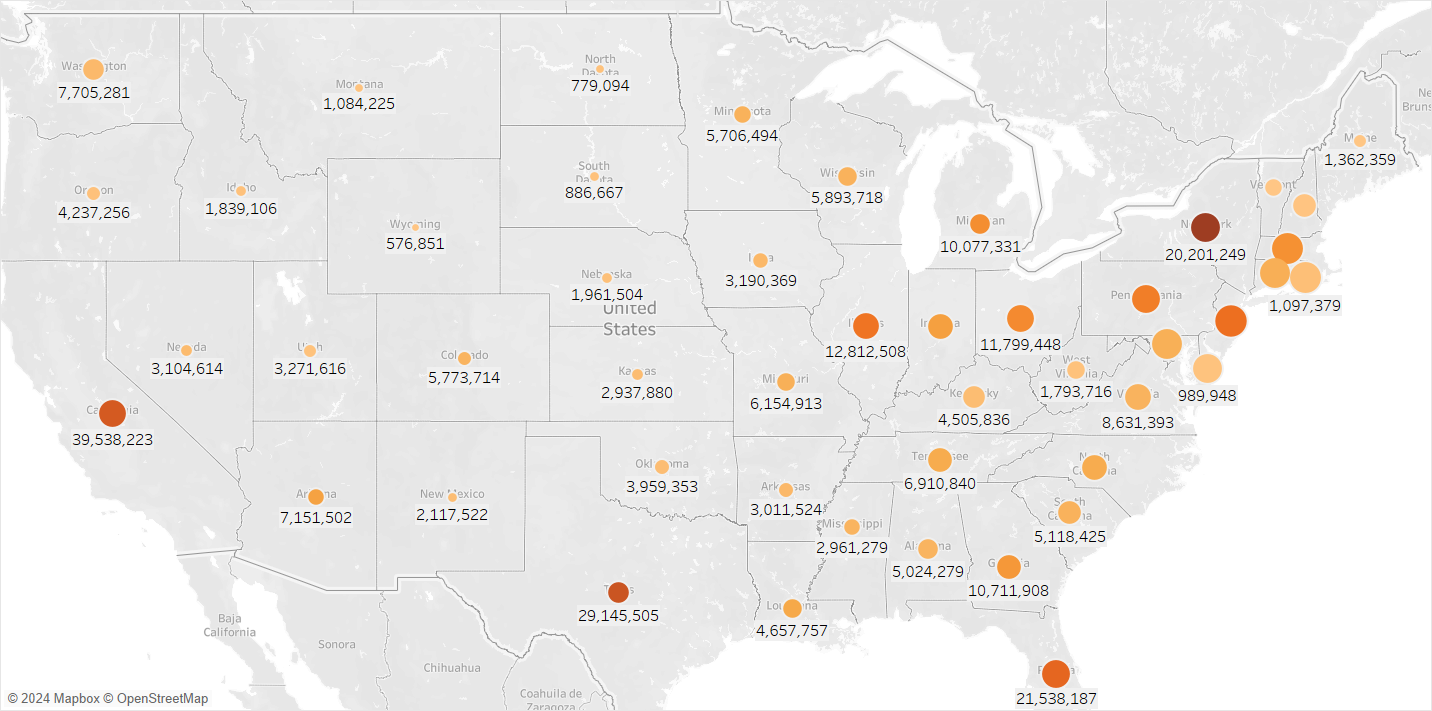 Washington
7,705,281
Montana
1,084,225
North
Dakota
779,094
Minnesota
5,706,494
Maine
1,362,359
New
Bruns
Oregon
4,237,256
Idaho
1,839,106
South
Dakota
886,667
Wisconsin
5,893,718
Vermont
Wyoming
576,851
Michigan
10,077,331
New York
20,201,249
Nebraska
1,961,504
United
States
3,190,369
1,097,379
Pennsylvania
Illinois
12,812,508
Indiana
11,799,448
Nevada
3,104,614
Utah
3,271,616
Colorado
5,773,714
Kansas
2,937,880
Missouri
6,154,913
West
Virginia
1,793,716
989,948
California
39,538,223
Kentucky
4,505,836
Virginia
8,631,393
Oklahoma
3,959,353
Tennessee
6,910,840
North
Carolina
Arizona
7,151,502
New Mexico
2,117,522
Arkansas
3,011,524
South
Carolina
5,118,425
Mississippi
2,961,279
Alabama
5,024,279
Georgia
10,711,908
Texas
29,145,505
Louisiana
4,657,757
Baja
California
Sonora
Chihuahua
Coahuila de
Zaragoza
Florida
21,538,187
© 2024 Mapbox © OpenStreetMap